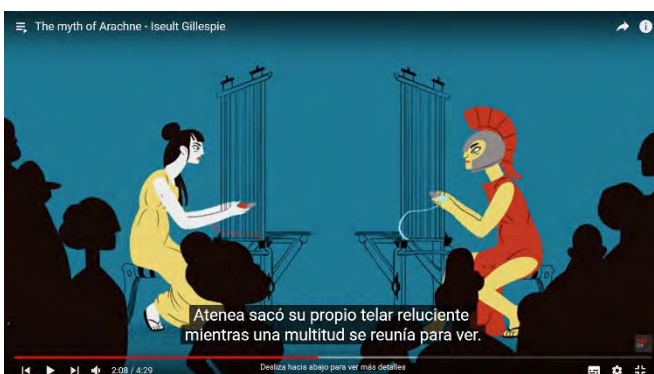 The myth of Arachne - Iseult Gillespie
Atenea sacó su propio telar reluciente
mientras una multitud se reunía para ver.
2:08 / 4:29
Desliza hacia abajo para ver más detalles